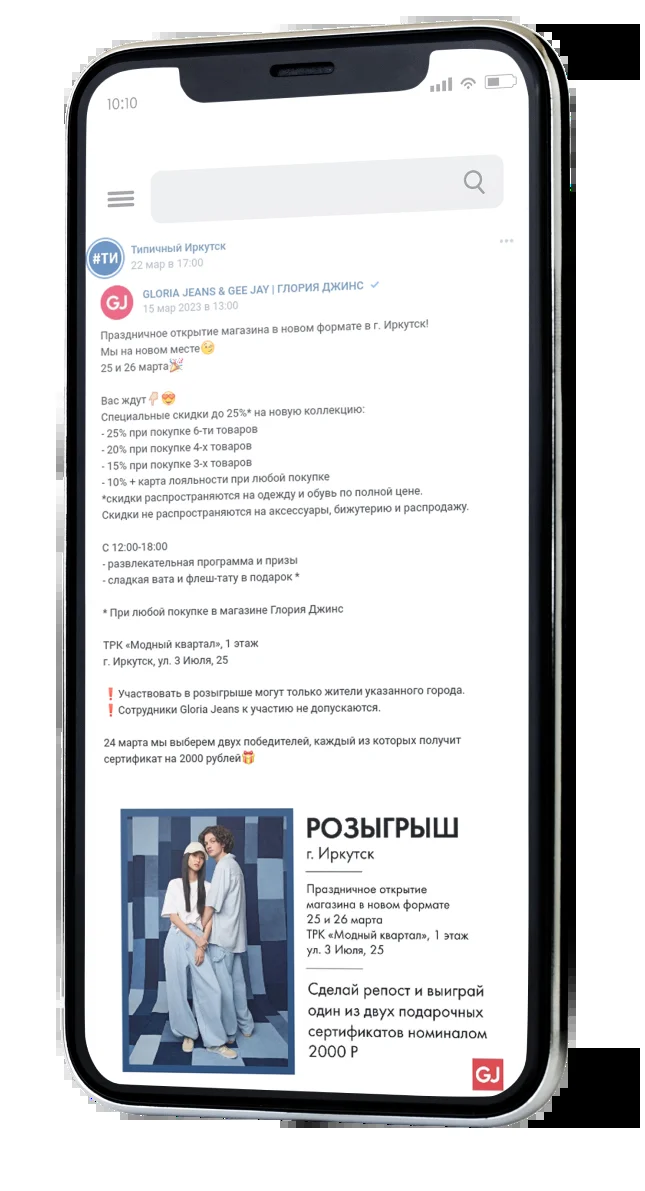 10:10
#ТИ
Типичный Иркутск
22 мар в 17:00
GJ
GLORIA JEANS & GEE JAY | ГЛОРИЯ ДЖИНС
15 мар 2023 в 13:00
Праздничное открытие магазина в новом формате в г. Иркутск!
Мы на новом месте😉
25 и 26 марта🎉
Вас ждут👇🏻😍
Специальные скидки до 25%* на новую коллекцию:
- 25% при покупке 6-ти товаров
- 20% при покупке 4-х товаров
- 15% при покупке 3-х товаров
- 10% + карта лояльности при любой покупке
*скидки распространяются на одежду и обувь по полной цене.
Скидки не распространяются на аксессуары, бижутерию и распродажу.
С 12:00-18:00
- развлекательная программа и призы
- сладкая вата и флеш-тату в подарок *
* При любой покупке в магазине Глория Джинс
ТРК «Модный квартал», 1 этаж
г. Иркутск, ул. 3 Июля, 25
❗Участвовать в розыгрыше могут только жители указанного города.
❗Сотрудники Gloria Jeans к участию не допускаются.
24 марта мы выберем двух победителей, каждый из которых получит
сертификат на 2000 рублей🎁
РОЗЫГРЫШ
г. Иркутск
Праздничное открытие
магазина в новом формате
25 и 26 марта
ТРК «Модный квартал», 1 этаж
ул. 3 Июля, 25
Сделай репост и выиграй
один из двух подарочных
сертификатов номиналом
2000 Р
GJ